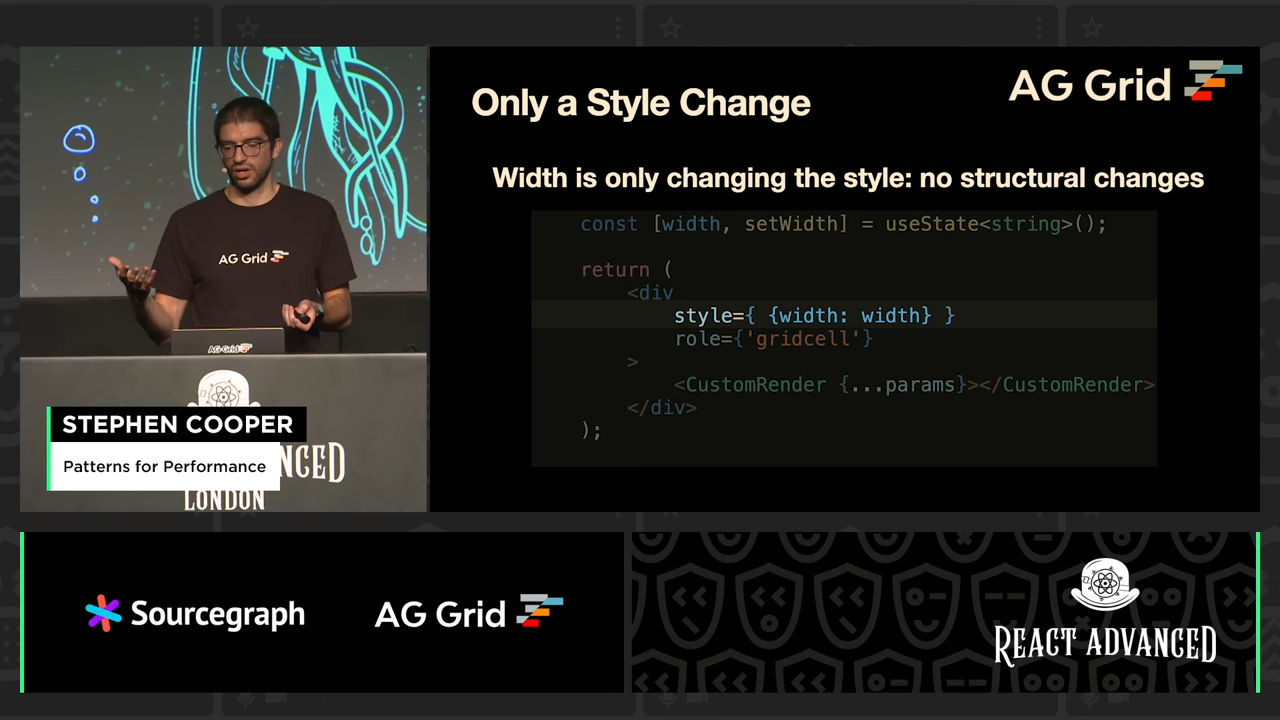 AG Grid
Only a Style Change
Width is only changing the style: no structural changes
const [width, setWidth] = useState<string>();
return (
<div
style={ {width: width} }
role={'gridcell'}
>
<CustomRender {...params}></CustomRender>
</div>
);
AG Grid
AG Grid
STEPHEN COOPER
Patterns for Performance
NCED
LONDON
Sourcegraph
AG Grid
REACT ADVANCED